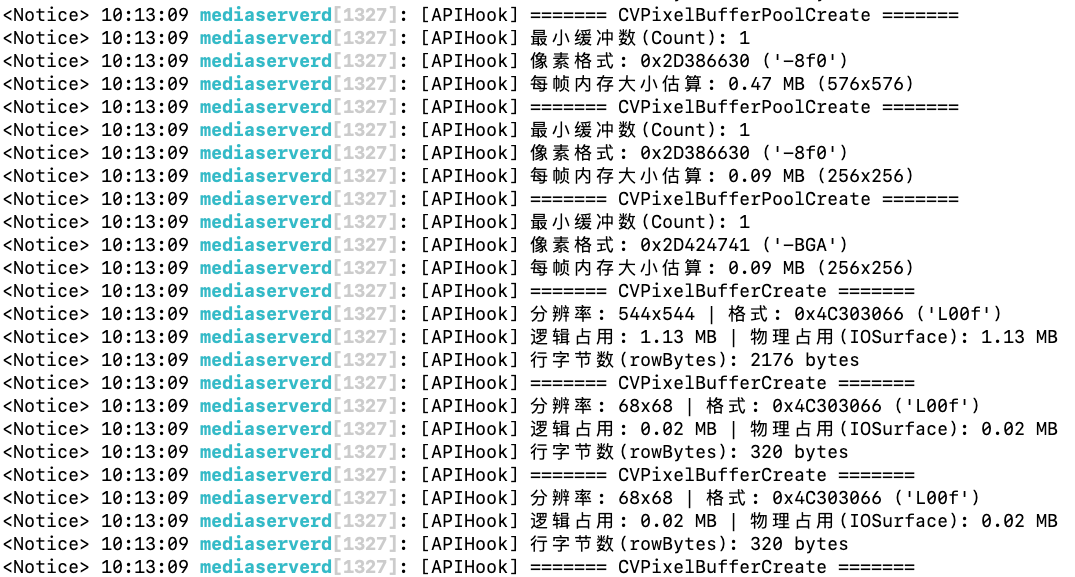 <Notice> 10:13:09 mediaserverd[1327]: [APIHook] ======= CVPixelBufferPoolCreate =======
<Notice> 10:13:09 mediaserverd[1327]: [APIHook] 最小缓冲数(Count): 1
<Notice> 10:13:09 mediaserverd[1327]: [APIHook] 像素格式: 0x2D386630 ('-8f0')
<Notice> 10:13:09 mediaserverd[1327]: [APIHook] 每帧内存大小估算: 0.47 MB (576x576)
<Notice> 10:13:09 mediaserverd[1327]: [APIHook] ======= CVPixelBufferPoolCreate =======
<Notice> 10:13:09 mediaserverd[1327]: [APIHook] 最小缓冲数(Count): 1
<Notice> 10:13:09 mediaserverd[1327]: [APIHook] 像素格式: 0x2D386630 ('-8f0')
<Notice> 10:13:09 mediaserverd[1327]: [APIHook] 每帧内存大小估算: 0.09 MB (256x256)
<Notice> 10:13:09 mediaserverd[1327]: [APIHook] ======= CVPixelBufferPoolCreate =======
<Notice> 10:13:09 mediaserverd[1327]: [APIHook] 最小缓冲数(Count): 1
<Notice> 10:13:09 mediaserverd[1327]: [APIHook] 像素格式: 0x2D424741 ('-BGA')
<Notice> 10:13:09 mediaserverd[1327]: [APIHook] 每帧内存大小估算: 0.09 MB (256x256)
<Notice> 10:13:09 mediaserverd[1327]: [APIHook] ======= CVPixelBufferCreate =======
<Notice> 10:13:09 mediaserverd[1327]: [APIHook] 分辨率: 544x544 | 格式: 0x4C303066 ('L00f')
<Notice> 10:13:09 mediaserverd[1327]: [APIHook] 逻辑占用: 1.13 MB | 物理占用(IOSurface): 1.13 MB
<Notice> 10:13:09 mediaserverd[1327]: [APIHook] 行字节数(rowBytes): 2176 bytes
<Notice> 10:13:09 mediaserverd[1327]: [APIHook] ======= CVPixelBufferCreate =======
<Notice> 10:13:09 mediaserverd[1327]: [APIHook] 分辨率: 68x68 | 格式: 0x4C303066 ('L00f')
<Notice> 10:13:09 mediaserverd[1327]: [APIHook] 逻辑占用: 0.02 MB | 物理占用(IOSurface): 0.02 MB
<Notice> 10:13:09 mediaserverd[1327]: [APIHook] 行字节数(rowBytes): 320 bytes
<Notice> 10:13:09 mediaserverd[1327]: [APIHook] ======= CVPixelBufferCreate =======
<Notice> 10:13:09 mediaserverd[1327]: [APIHook] 分辨率: 68x68 | 格式: 0x4C303066 ('L00f')
<Notice> 10:13:09 mediaserverd[1327]: [APIHook] 逻辑占用: 0.02 MB | 物理占用(IOSurface): 0.02 MB
<Notice> 10:13:09 mediaserverd[1327]: [APIHook] 行字节数(rowBytes): 320 bytes
<Notice> 10:13:09 mediaserverd[1327]: [APIHook] ======= CVPixelBufferCreate =======